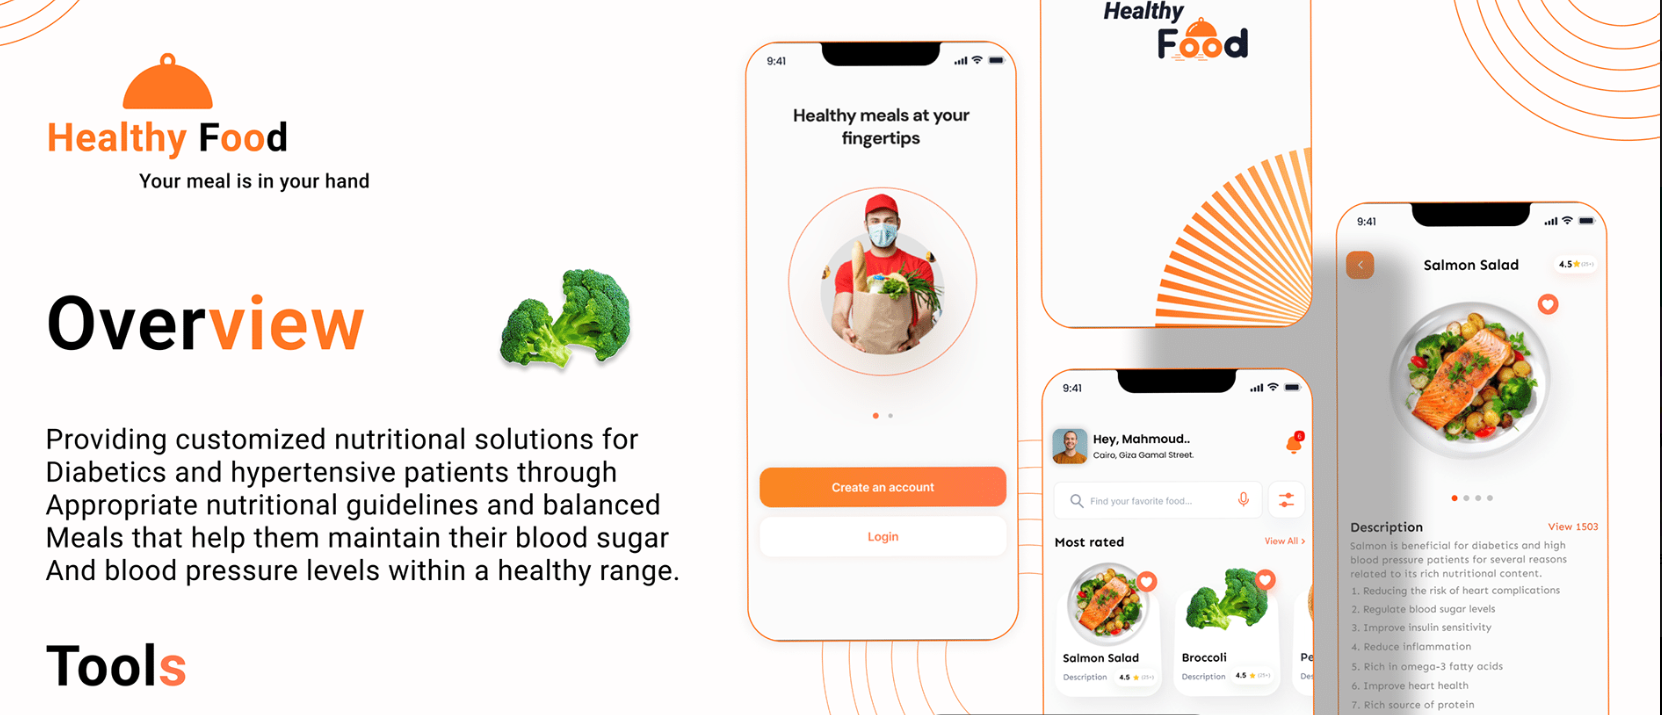 Healthy Food
Your meal is in your hand
Overview
Providing customized nutritional solutions for
Diabetics and hypertensive patients through
Appropriate nutritional guidelines and balanced
Meals that help them maintain their blood sugar
And blood pressure levels within a healthy range.
Tools
9:41
Healthy meals at your
fingertips
Create an account
Login
Healthy
Food
9:41
Hey, Mahmoud..
Cairo, Giza Gamal Street.
6
Find your favorite food...
Most rated
View All >
Salmon Salad
Description 4.5 (25+)
Broccoli
Description 4.5 (25+)
Pe
Des
9:41
Salmon Salad
4.5 (25+)
Description
View 1503
Salmon is beneficial for diabetics and high
blood pressure patients for several reasons
related to its rich nutritional content.
1. Reducing the risk of heart complications
2. Regulate blood sugar levels
3. Improve insulin sensitivity
4. Reduce inflammation
5. Rich in omega-3 fatty acids
6. Improve heart health
7. Rich source of protein